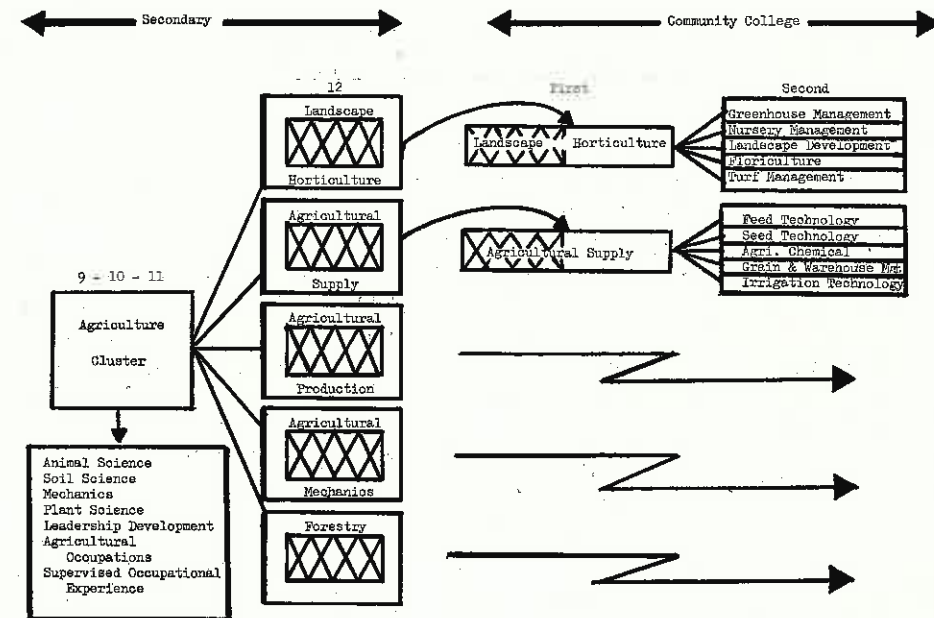 Secondary
Community College
12
First
Second
Landscape
Horticulture
Agricultural
Supply
Agricultural
Production
Agricultural
Mechanics
Forestry
9 - 10 - 11
Agriculture
Cluster
Animal Science
Soil Science
Mechanics
Plant Science
Leadership Development
Agricultural
Occupations
Supervised Occupational
Experience
Landscape Horticulture
Agricultural Supply
Greenhouse Management
Nursery Management
Landscape Development
Floriculture
Turf Management
Feed Technology
Seed Technology
Agri. Chemical
Grain & Warehouse Mgt.
Irrigation Technology